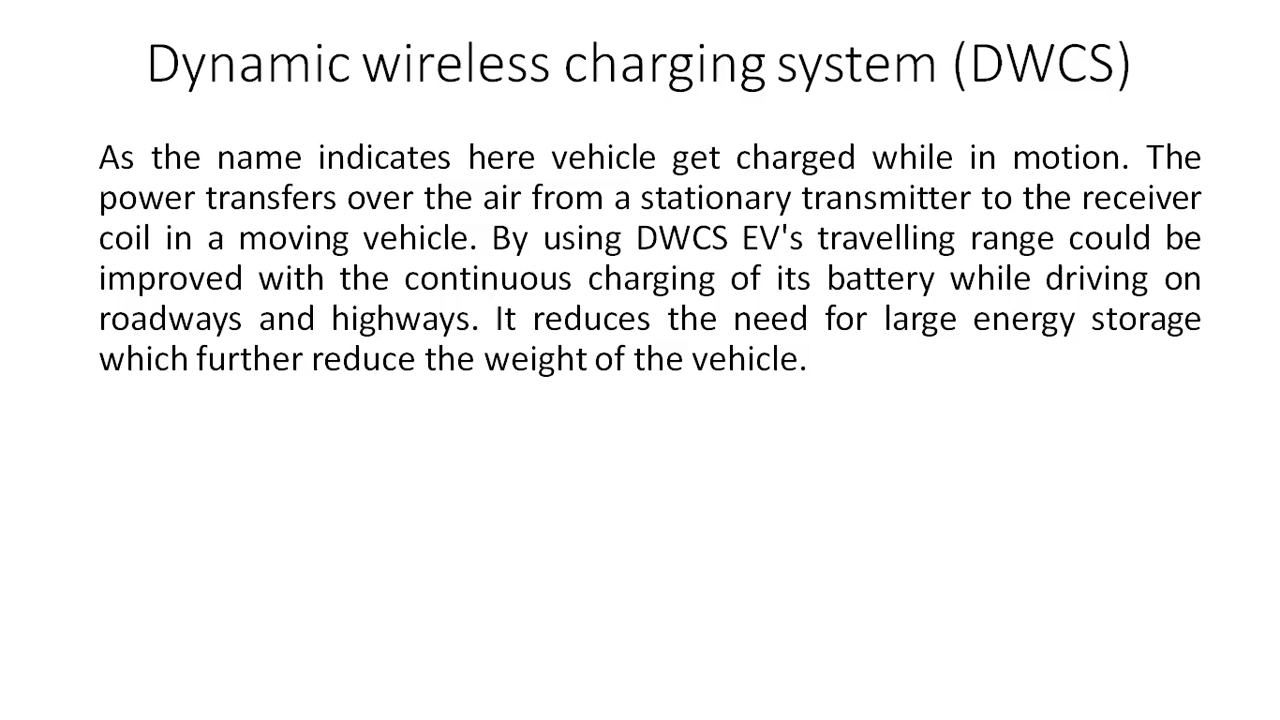 Dynamic wireless charging system (DWCS)
As the name indicates here vehicle get charged while in motion. The
power transfers over the air from a stationary transmitter to the receiver
coil in a moving vehicle. By using DWCS EV's travelling range could be
improved with the continuous charging of its battery while driving on
roadways and highways. It reduces the need for large energy storage
which further reduce the weight of the vehicle.